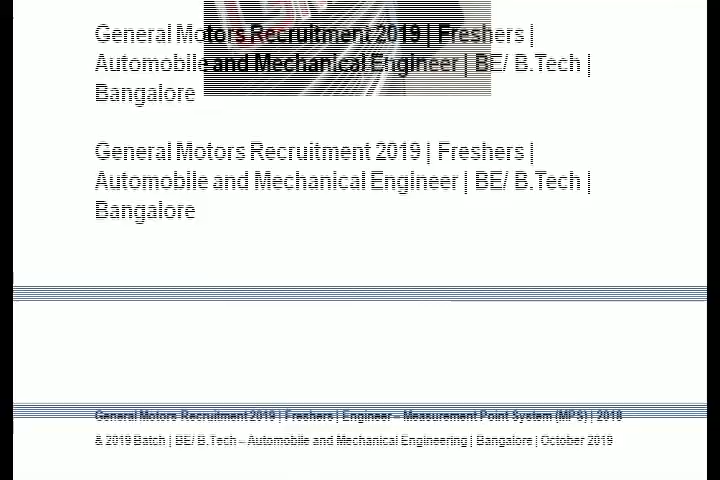 General Motors Recruitment 2019 | Freshers |
Automobile and Mechanical Engineer | BE/ B.Tech |
Bangalore
General Motors Recruitment 2019 | Freshers |
Automobile and Mechanical Engineer | BE/ B.Tech |
Bangalore
General Motors Recruitment 2019 | Freshers | Engineer – Measurement Point System (MPS) | 2018
& 2019 Batch | BE/ B.Tech – Automobile and Mechanical Engineering | Bangalore | October 2019